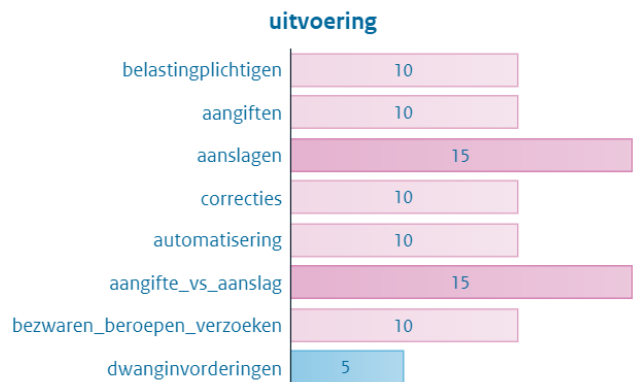 uitvoering
belastingplichtigen 10
aangiften 10
aanslagen 15
correcties 10
automatisering 10
aangifte_vs_aanslag 15
bezwaren_beroepen_verzoeken 10
dwanginvorderingen 5